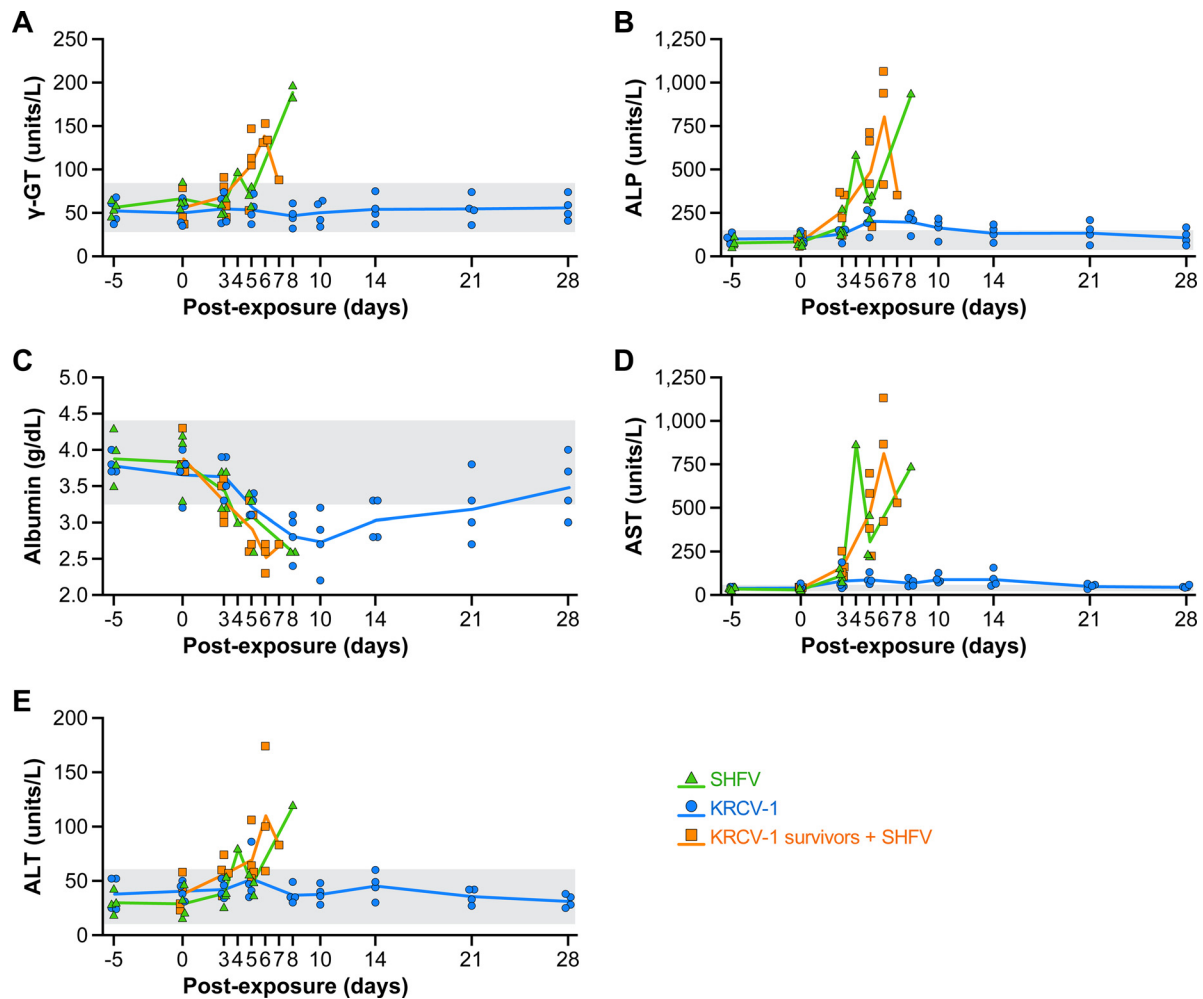 A
γ-GT (units/L)
250
200
150
100
50
0
-5 0 3 4 5 6 7 8 10 14 21 28
Post-exposure (days)
B
ALP (units/L)
1,250
1,000
750
500
250
0
-5 0 3 4 5 6 7 8 10 14 21 28
Post-exposure (days)
C
Albumin (g/dL)
5.0
4.5
4.0
3.5
3.0
2.5
2.0
-5 0 3 4 5 6 7 8 10 14 21 28
Post-exposure (days)
D
AST (units/L)
1,250
1,000
750
500
250
0
-5 0 3 4 5 6 7 8 10 14 21 28
Post-exposure (days)
E
ALT (units/L)
200
150
100
50
0
-5 0 3 4 5 6 7 8 10 14 21 28
Post-exposure (days)
SHFV
KRCV-1
KRCV-1 survivors + SHFV